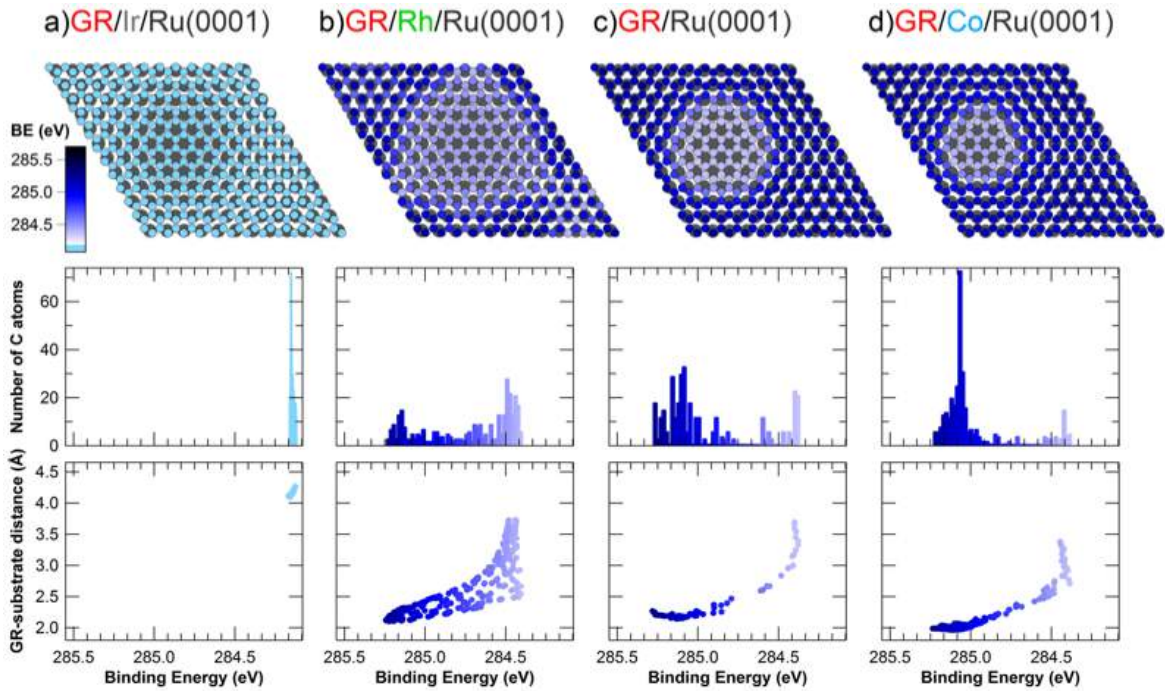 a)GR/Ir/Ru(0001) b)GR/Rh/Ru(0001) c)GR/Ru(0001) d)GR/Co/Ru(0001)
BE (eV)
285.5
285.0
284.5
Number of C atoms
60
40
20
0
GR-substrate distance (Å)
4.5
4.0
3.5
3.0
2.5
2.0
285.5 285.0 284.5 285.5 285.0 284.5 285.5 285.0 284.5 285.5 285.0 284.5
Binding Energy (eV) Binding Energy (eV) Binding Energy (eV) Binding Energy (eV)